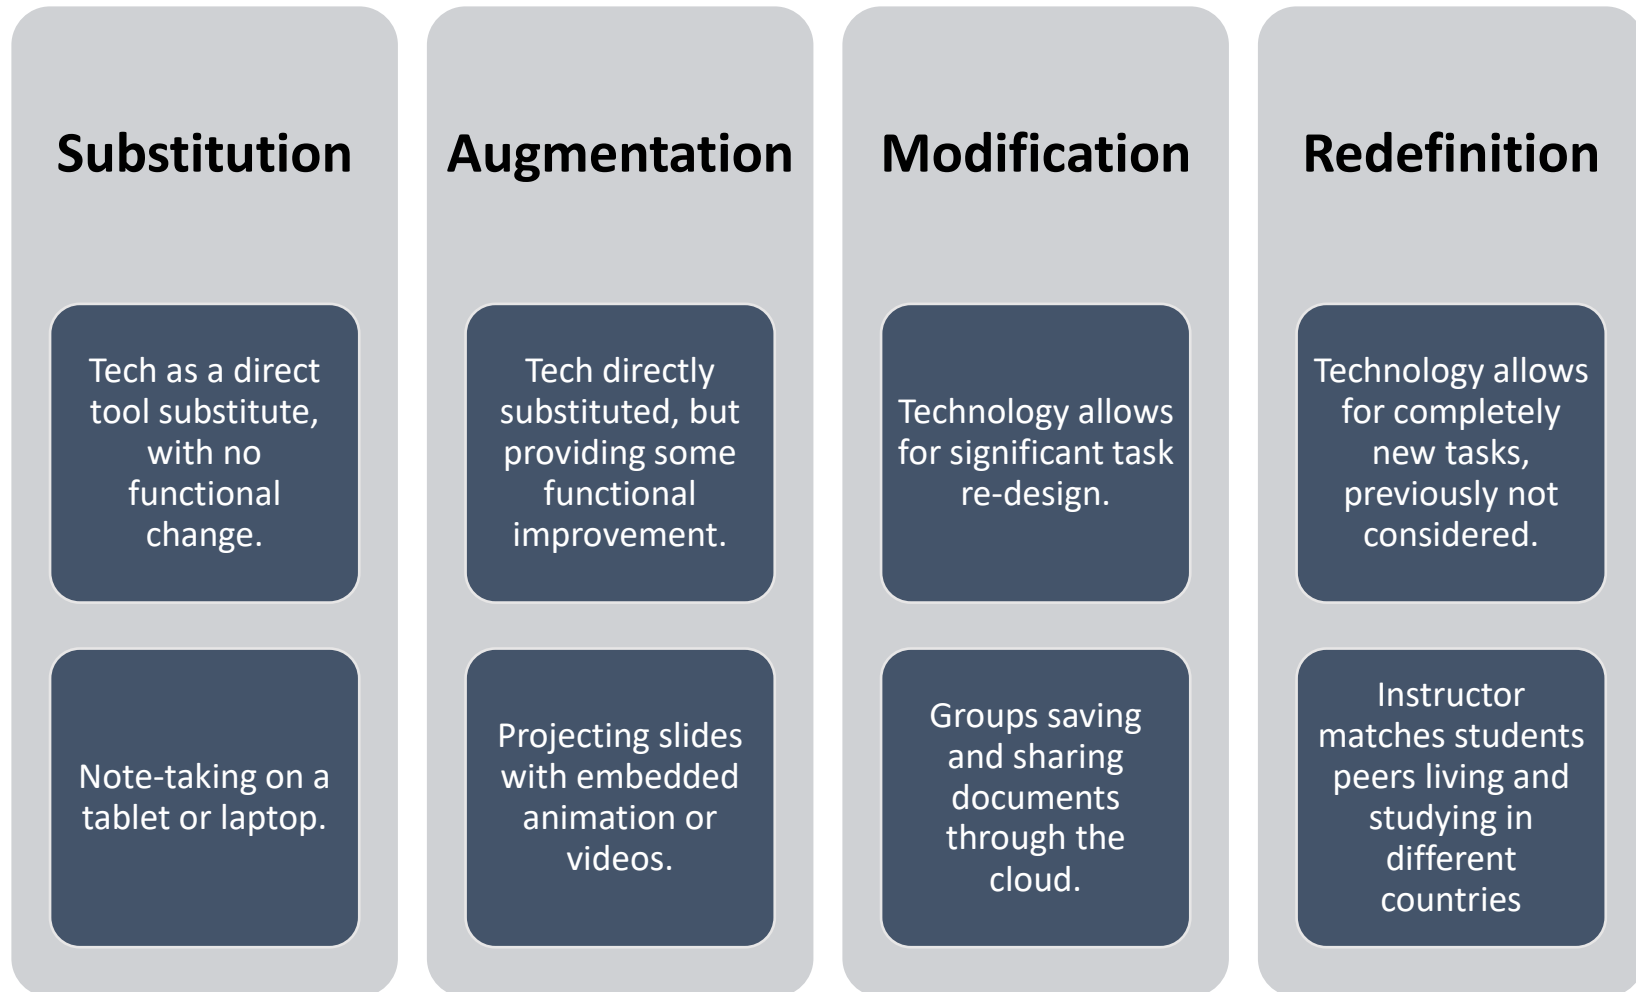 Substitution
Tech as a direct
tool substitute,
with no
functional
change.
Note-taking on a
tablet or laptop.
Augmentation
Tech directly
substituted, but
providing some
functional
improvement.
Projecting slides
with embedded
animation or
videos.
Modification
Technology allows
for significant task
re-design.
Groups saving
and sharing
documents
through the
cloud.
Redefinition
Technology allows
for completely
new tasks,
previously not
considered.
Instructor
matches students
peers living and
studying in
different
countries